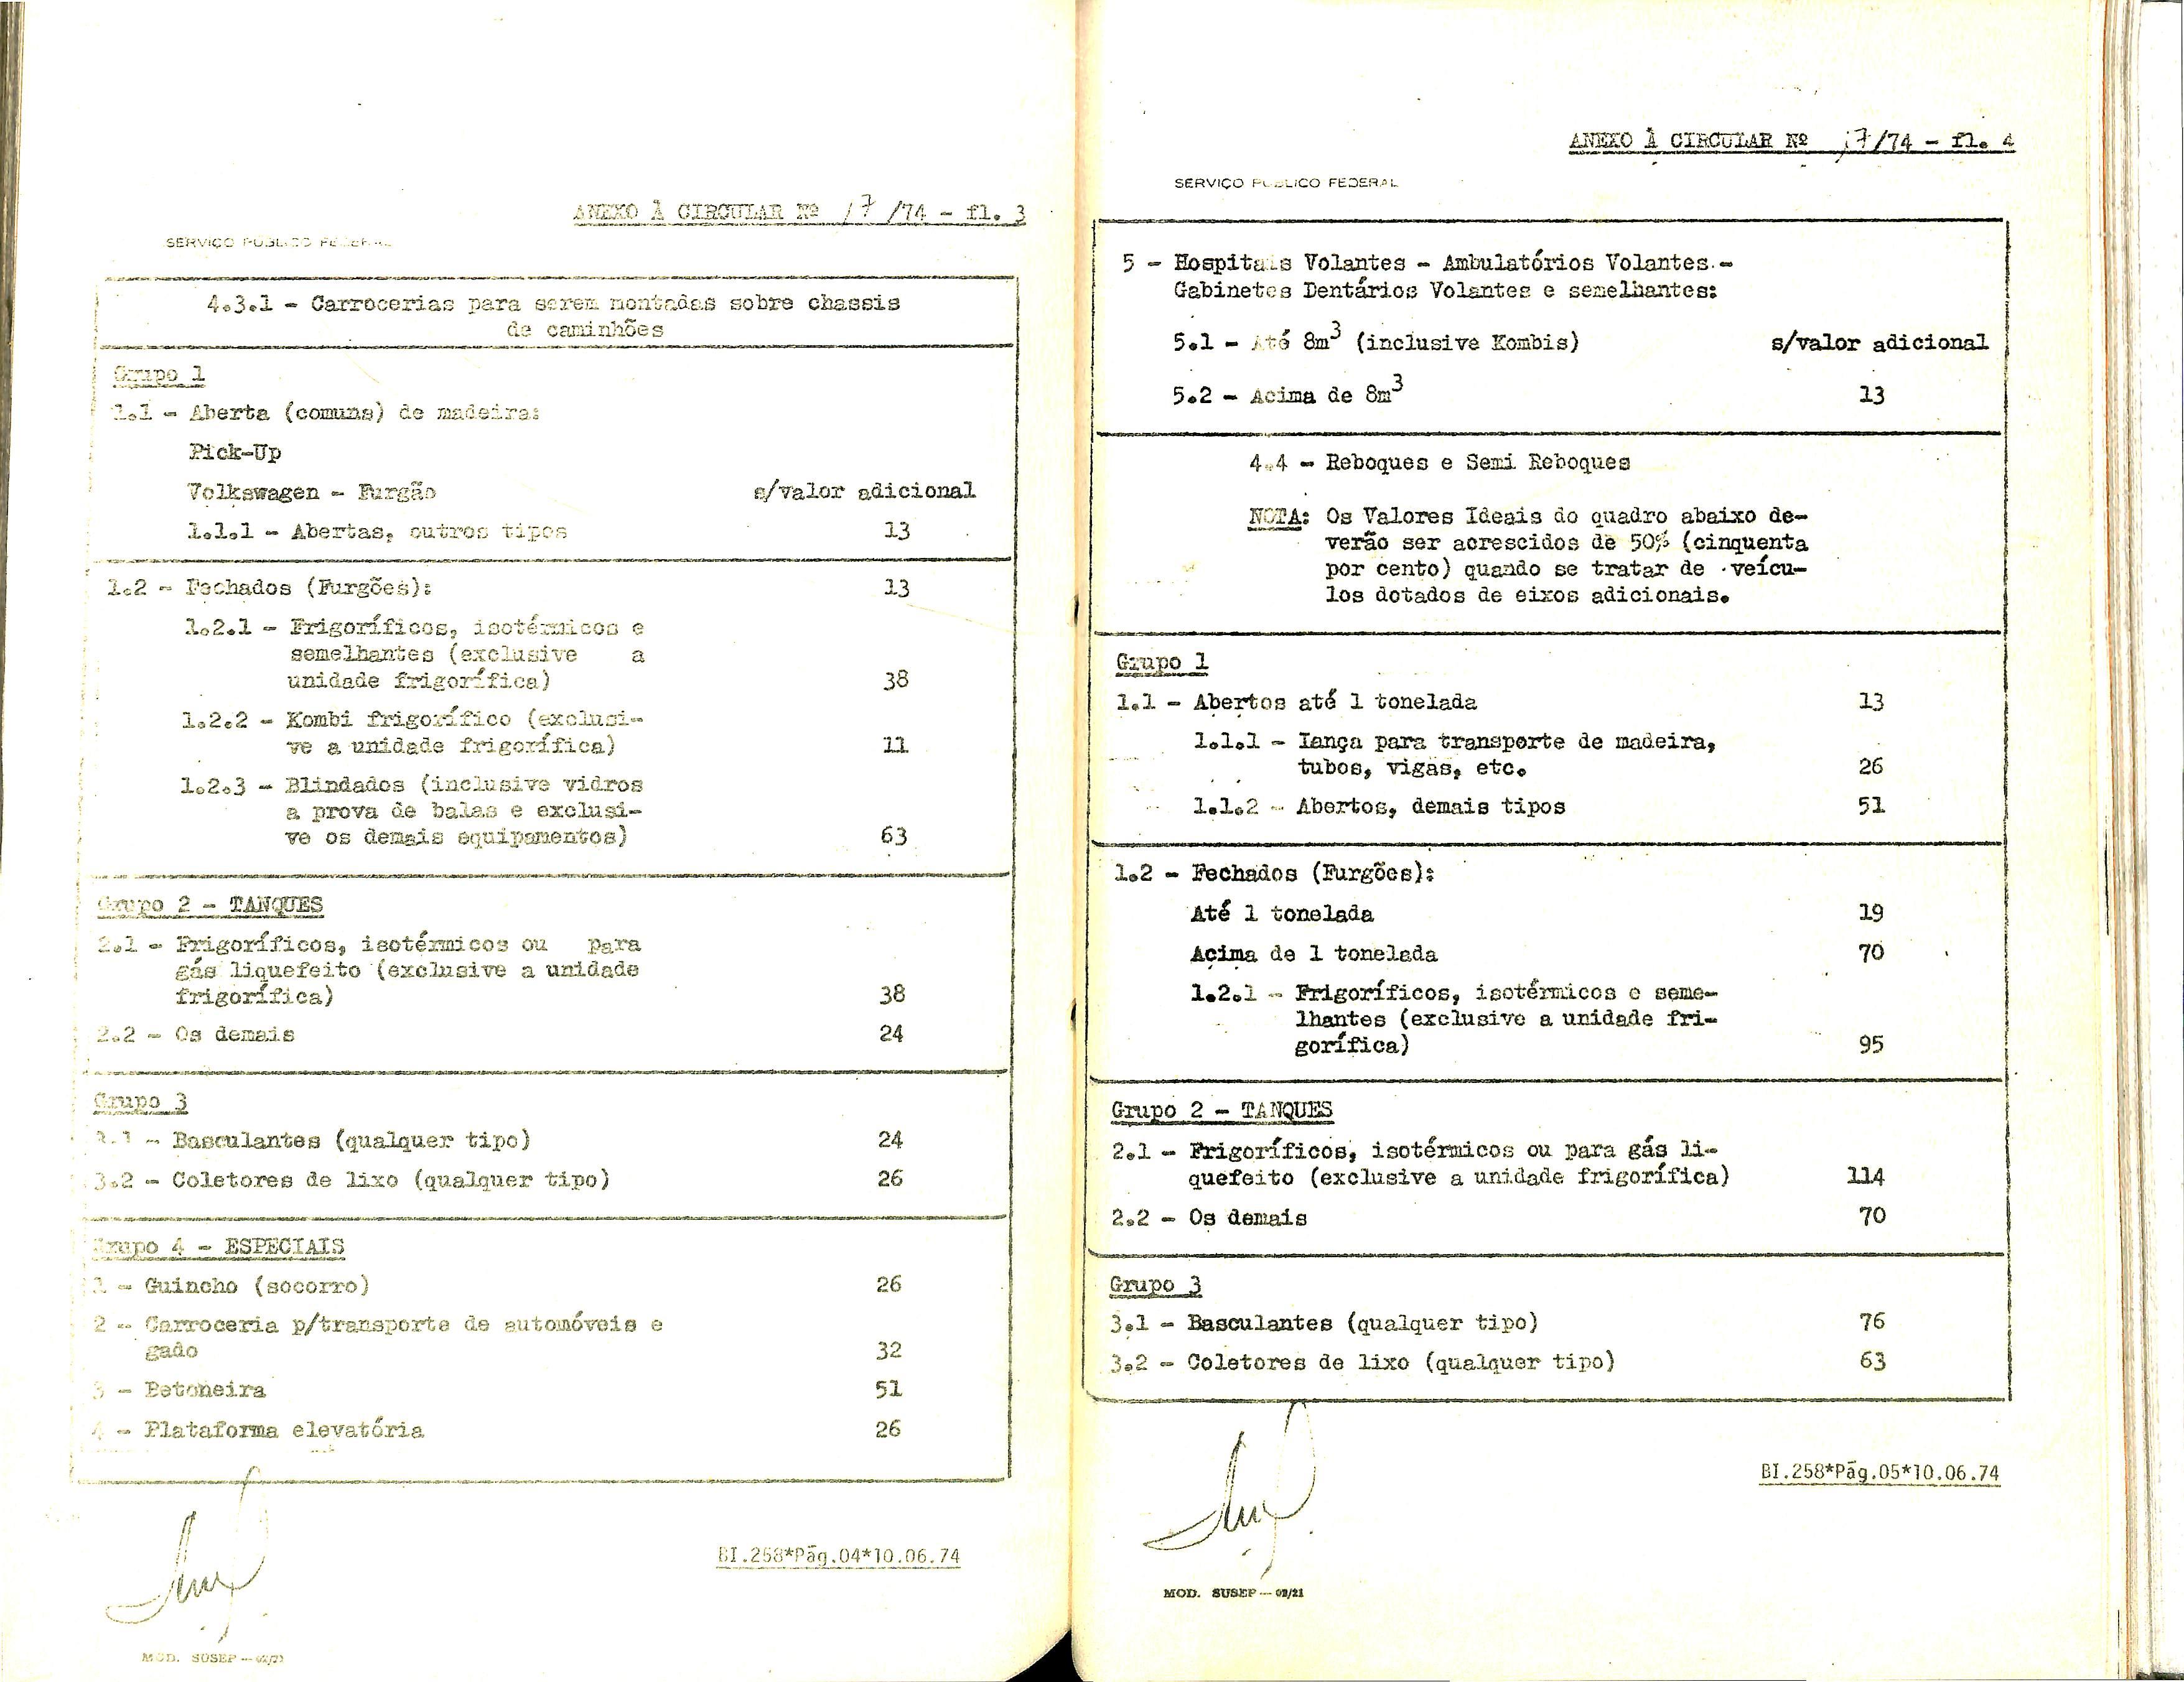 ANEXO À CIRCULAR Nº 17/74 - fl. 3
SERVIÇO PÚBLICO FEDERAL
4.3.1 - Carrocerias para serem montadas sobre chassis
de caminhões
Grupo 1
1.1 - Aberta (comuns) de madeira:
Pick-Up
Volkswagen - Furgão s/valor adicional
1.1.1 - Abertas, outros tipos 13
1.2 - Fechados (Furgões): 13
1.2.1 - Frigoríficos, isotérmicos e
semelhantes (exclusive a
unidade frigorífica) 38
1.2.2 - Kombi frigorífico (exclusi-
ve a unidade frigorífica) 11
1.2.3 - Blindados (inclusive vidros
a prova de balas e exclusi-
ve os demais equipamentos) 63
Grupo 2 - TANQUES
2.1 - Frigoríficos, isotérmicos ou para
gás liquefeito (exclusive a unidade
frigorífica) 38
2.2 - Os demais 24
Grupo 3
3.1 - Basculantes (qualquer tipo) 24
3.2 - Coletores de lixo (qualquer tipo) 26
Grupo 4 - ESPECIAIS
1 - Guincho (socorro) 26
2 - Carroceria p/transporte de automóveis e
gado 32
3 - Betoneira 51
4 - Plataforma elevatória 26
BI.258*Pãg.04*10.06.74
MOD. SUSEP
ANEXO À CIRCULAR Nº 17/74 - fl. 4
SERVIÇO PÚBLICO FEDERAL
5 - Hospitais Volantes - Ambulatórios Volantes -
Gabinetes Dentários Volantes e semelhantes:
5.1 - Até 8m³ (inclusive Kombis) s/valor adicional
5.2 - Acima de 8m³ 13
4.4 - Reboques e Semi Reboques
NOTA: Os Valores Ideais do quadro abaixo de-
verão ser acrescidos de 50% (cinquenta
por cento) quando se tratar de veícu-
los dotados de eixos adicionais.
Grupo 1
1.1 - Abertos até 1 tonelada 13
1.1.1 - Lança para transporte de madeira,
tubos, vigas, etc. 26
1.1.2 - Abertos, demais tipos 51
1.2 - Fechados (Furgões):
Até 1 tonelada 19
Acima de 1 tonelada 70
1.2.1 - Frigoríficos, isotérmicos e seme-
lhantes (exclusive a unidade fri-
gorífica) 95
Grupo 2 - TANQUES
2.1 - Frigoríficos, isotérmicos ou para gás li-
quefeito (exclusive a unidade frigorífica) 114
2.2 - Os demais 70
Grupo 3
3.1 - Basculantes (qualquer tipo) 76
3.2 - Coletores de lixo (qualquer tipo) 63
BI.258*Pãg.05*10.06.74
MOD. SUSEP — 02/21